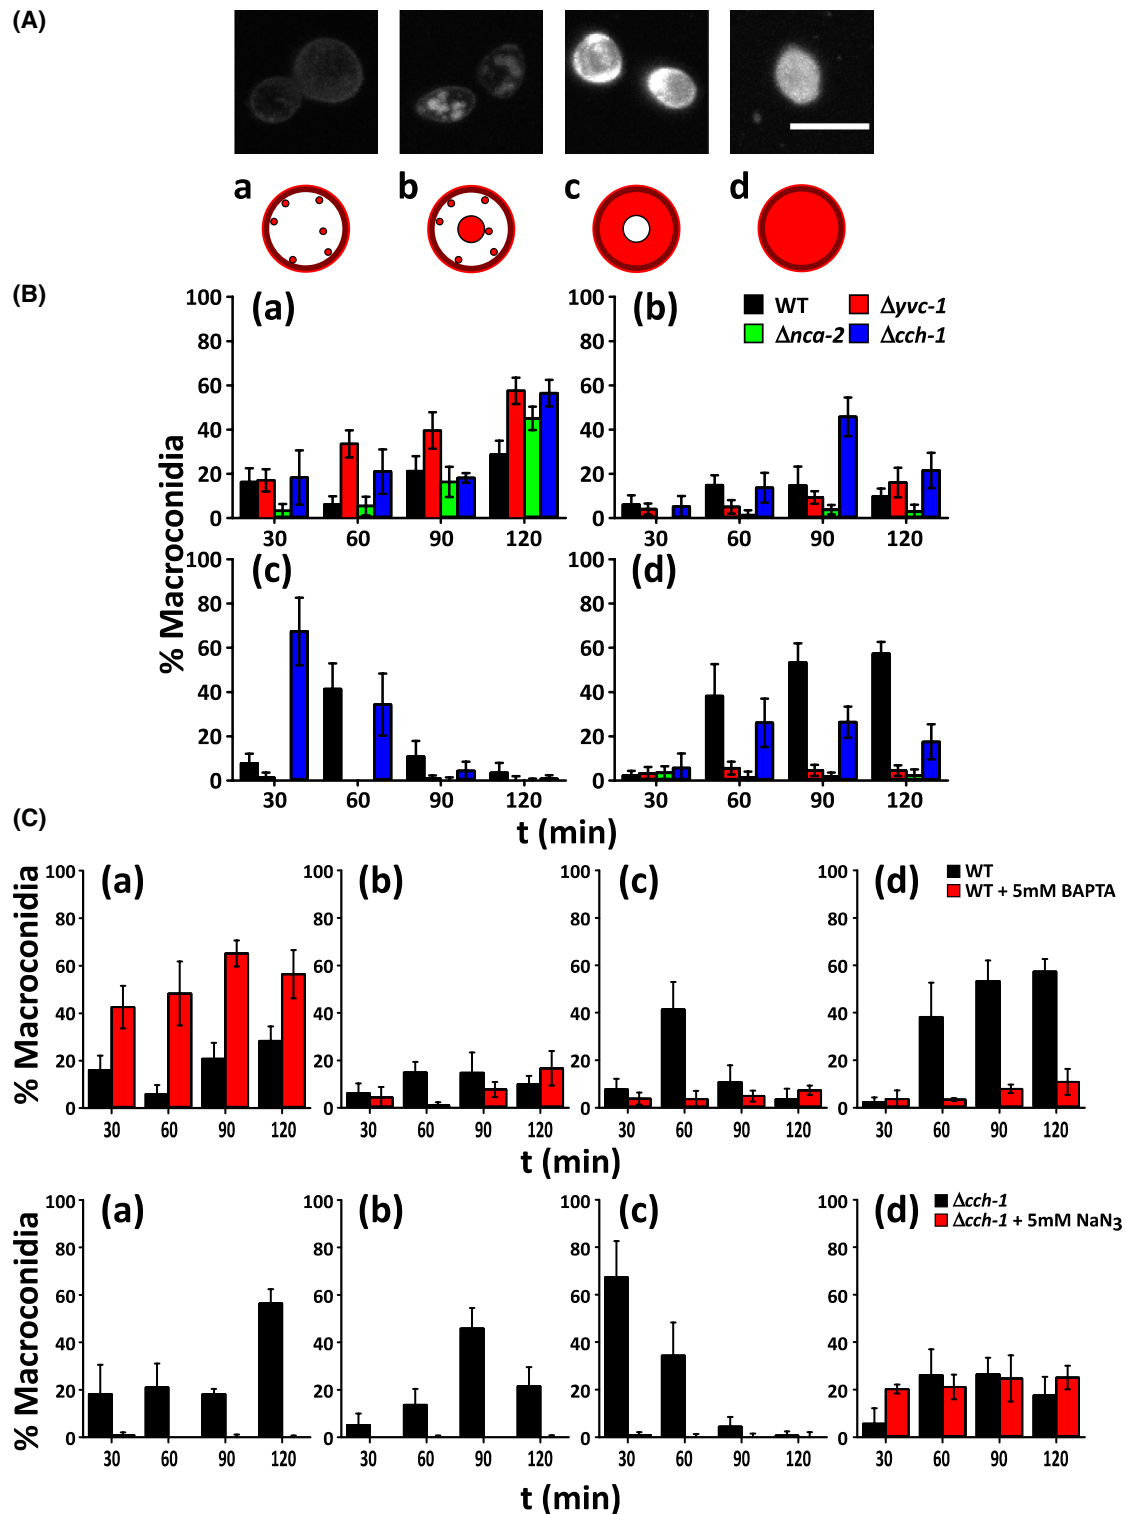 (A)
a b c d
(B)
% Macroconidia
(a) (b)
WT Δyvc-1
Δnca-2 Δcch-1
100 100
80 80
60 60
40 40
20 20
0 0
30 60 90 120 30 60 90 120
(c) (d)
100 100
80 80
60 60
40 40
20 20
0 0
30 60 90 120 30 60 90 120
t (min)
(C)
% Macroconidia
(a) (b) (c) (d)
WT
WT + 5mM BAPTA
100 100 100 100
80 80 80 80
60 60 60 60
40 40 40 40
20 20 20 20
0 0 0 0
30 60 90 120 30 60 90 120 30 60 90 120 30 60 90 120
t (min)
% Macroconidia
(a) (b) (c) (d)
Δcch-1
Δcch-1 + 5mM NaN₃
100 100 100 100
80 80 80 80
60 60 60 60
40 40 40 40
20 20 20 20
0 0 0 0
30 60 90 120 30 60 90 120 30 60 90 120 30 60 90 120
t (min)